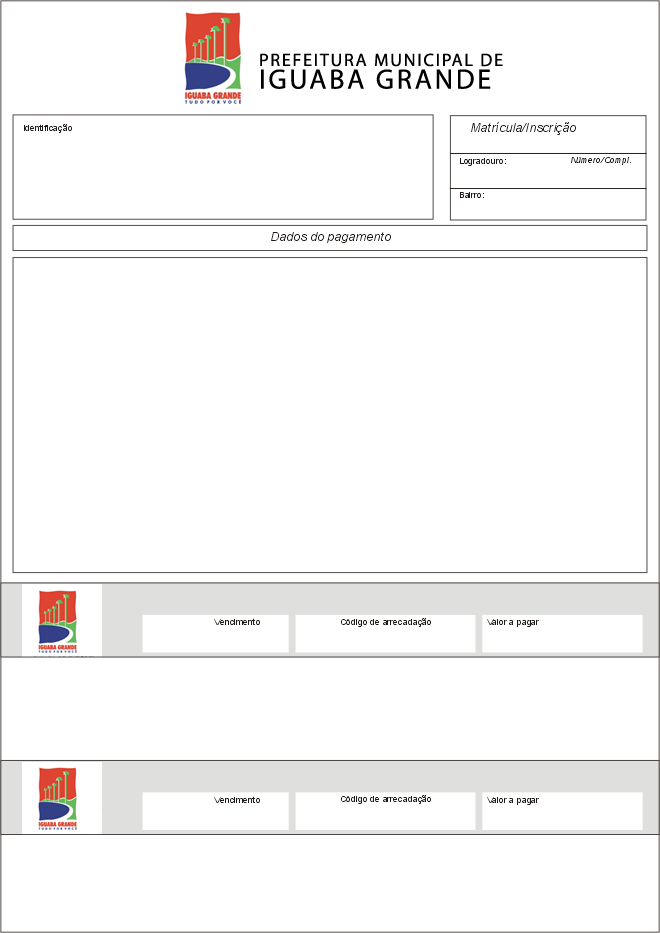 IGUABA GRANDE
TUDO POR VOCÊ
PREFEITURA MUNICIPAL DE
IGUABA GRANDE
Identificação
Matrícula/Inscrição
Logradouro: Número/Compl.
Bairro:
Dados do pagamento
IGUABA GRANDE
TUDO POR VOCÊ
Vencimento Código de arrecadação Valor a pagar
IGUABA GRANDE
TUDO POR VOCÊ
Vencimento Código de arrecadação Valor a pagar